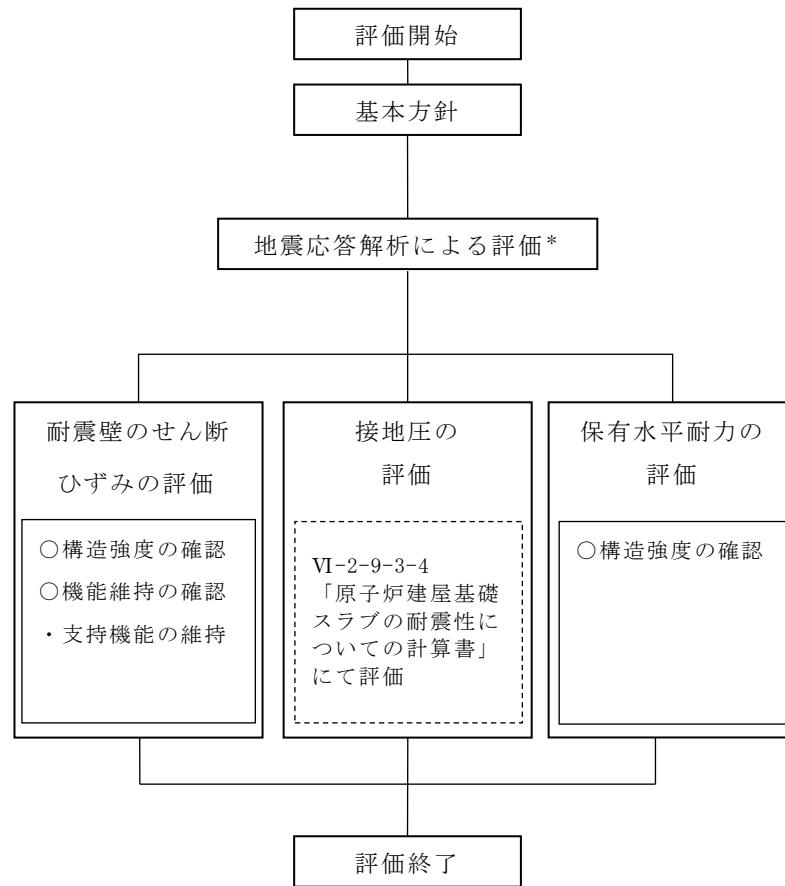 評価開始
基本方針
地震応答解析による評価*
耐震壁のせん断
ひずみの評価
○構造強度の確認
○機能維持の確認
・支持機能の維持
接地圧の
評価
Ⅵ-2-9-3-4
「原子炉建屋基礎
スラブの耐震性に
ついての計算書」
にて評価
保有水平耐力の
評価
○構造強度の確認
評価終了